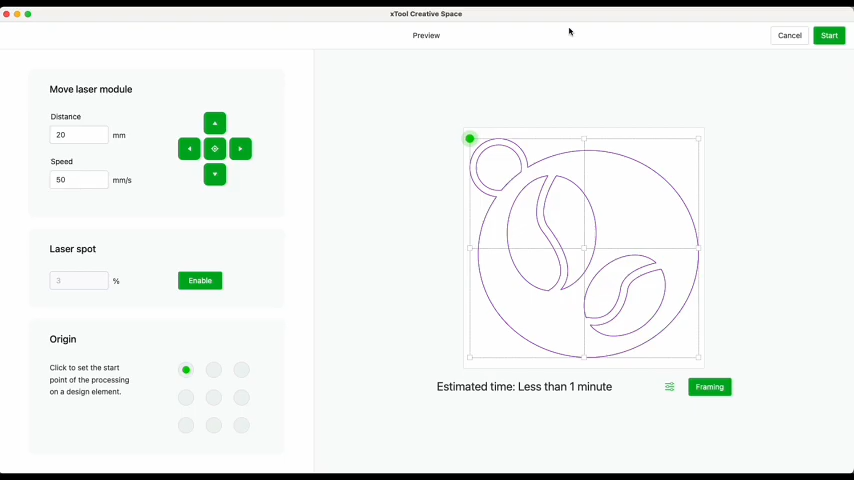 xTool Creative Space
Preview
Cancel
Start
Move laser module
Distance
20 mm
Speed
50 mm/s
Laser spot
3 %
Enable
Origin
Click to set the start
point of the processing
on a design element.
Estimated time: Less than 1 minute
Framing